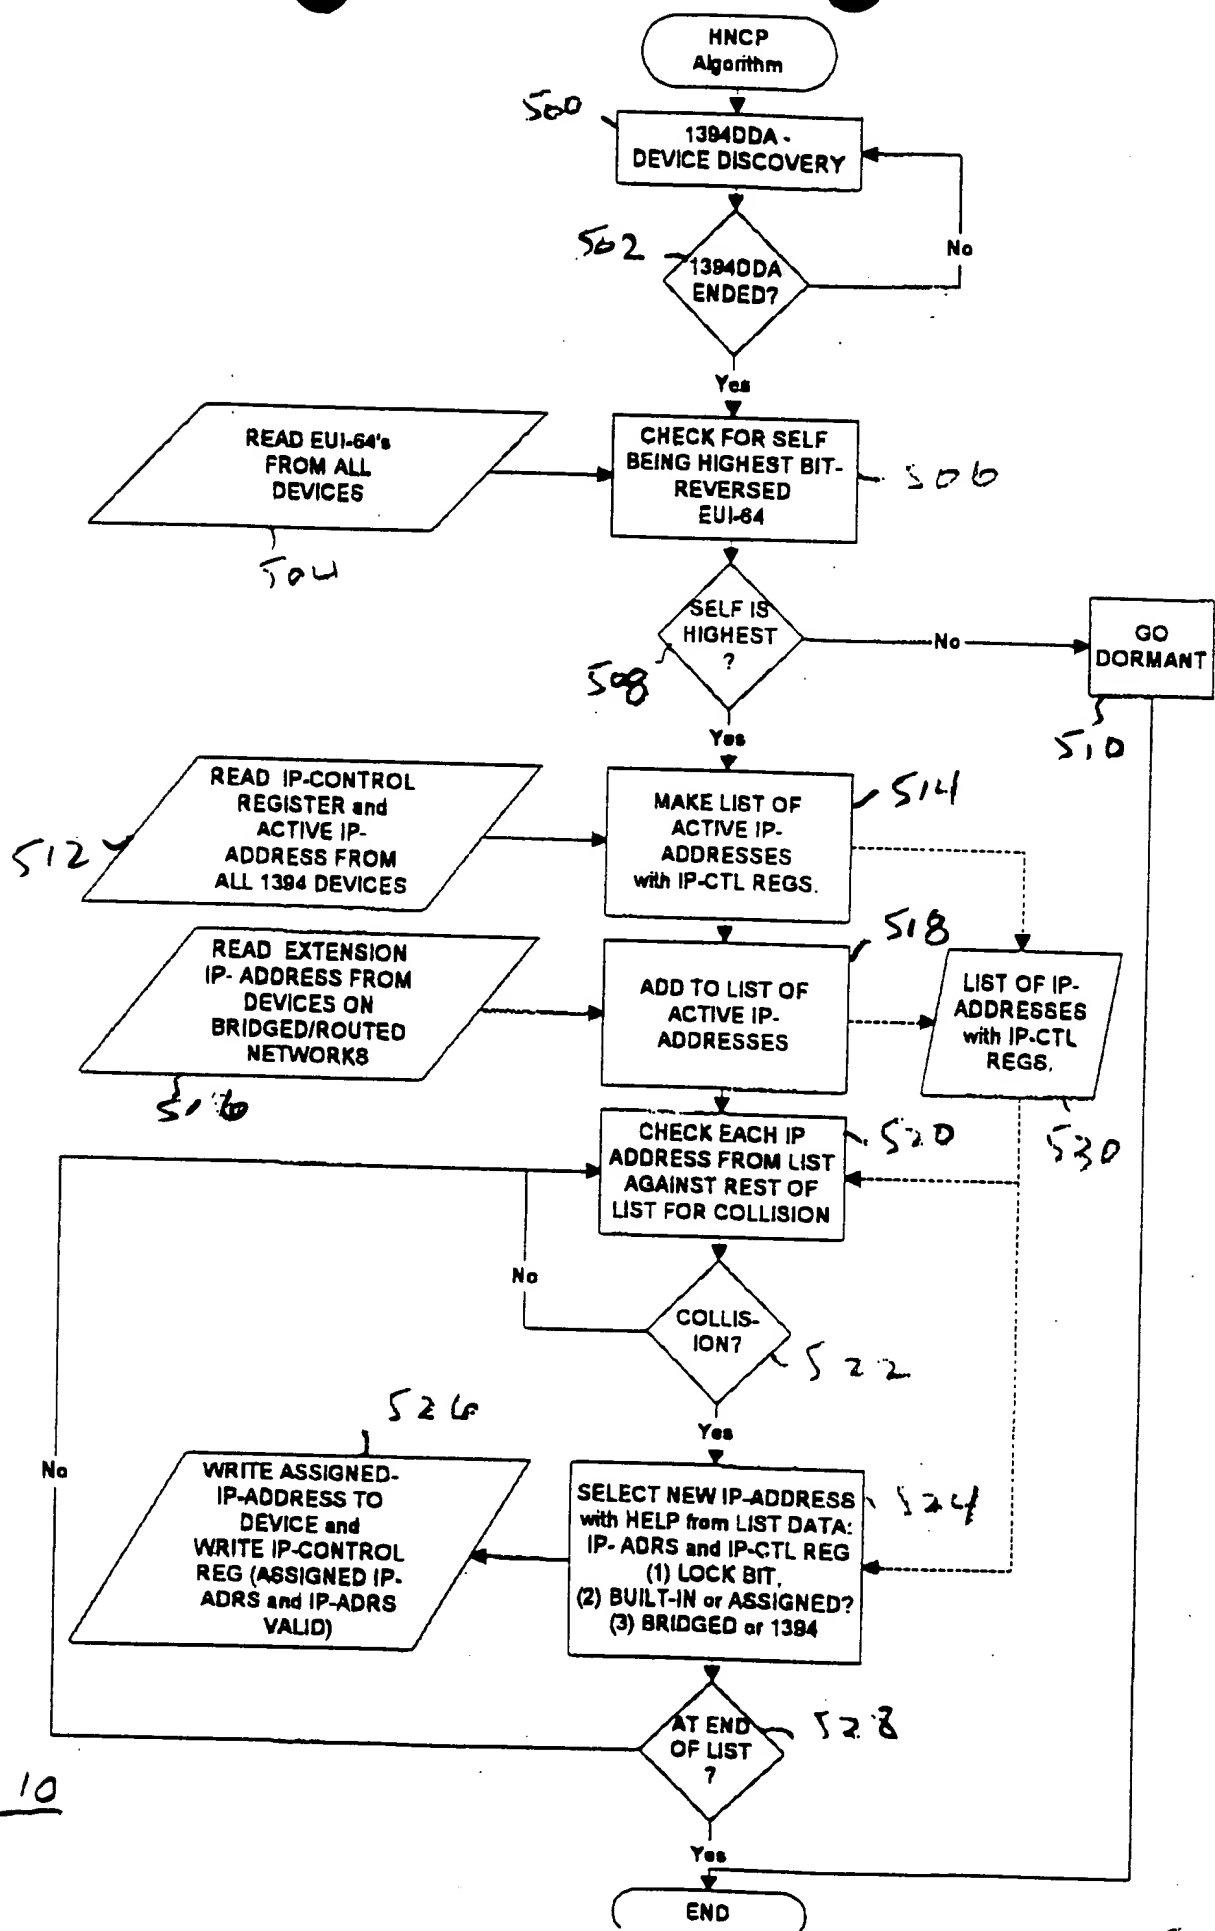 HNCP
Algorithm
500
1394DDA -
DEVICE DISCOVERY
502
1394DDA
ENDED?
No
Yes
READ EUI-64's
FROM ALL
DEVICES
504
CHECK FOR SELF
BEING HIGHEST BIT-
REVERSED
EUI-64
506
SELF IS
HIGHEST
?
508
No
GO
DORMANT
510
Yes
READ IP-CONTROL
REGISTER and
ACTIVE IP-
ADDRESS FROM
ALL 1394 DEVICES
512
MAKE LIST OF
ACTIVE IP-
ADDRESSES
with IP-CTL REGS.
514
READ EXTENSION
IP- ADDRESS FROM
DEVICES ON
BRIDGED/ROUTED
NETWORKS
516
ADD TO LIST OF
ACTIVE IP-
ADDRESSES
518
LIST OF IP-
ADDRESSES
with IP-CTL
REGS.
530
CHECK EACH IP
ADDRESS FROM LIST
AGAINST REST OF
LIST FOR COLLISION
520
No
COLLIS-
ION?
522
Yes
526
WRITE ASSIGNED-
IP-ADDRESS TO
DEVICE and
WRITE IP-CONTROL
REG (ASSIGNED IP-
ADRS and IP-ADRS
VALID)
SELECT NEW IP-ADDRESS
with HELP from LIST DATA:
IP- ADRS and IP-CTL REG
(1) LOCK BIT,
(2) BUILT-IN or ASSIGNED?
(3) BRIDGED or 1394
524
No
AT END
OF LIST
?
528
10
Yes
END